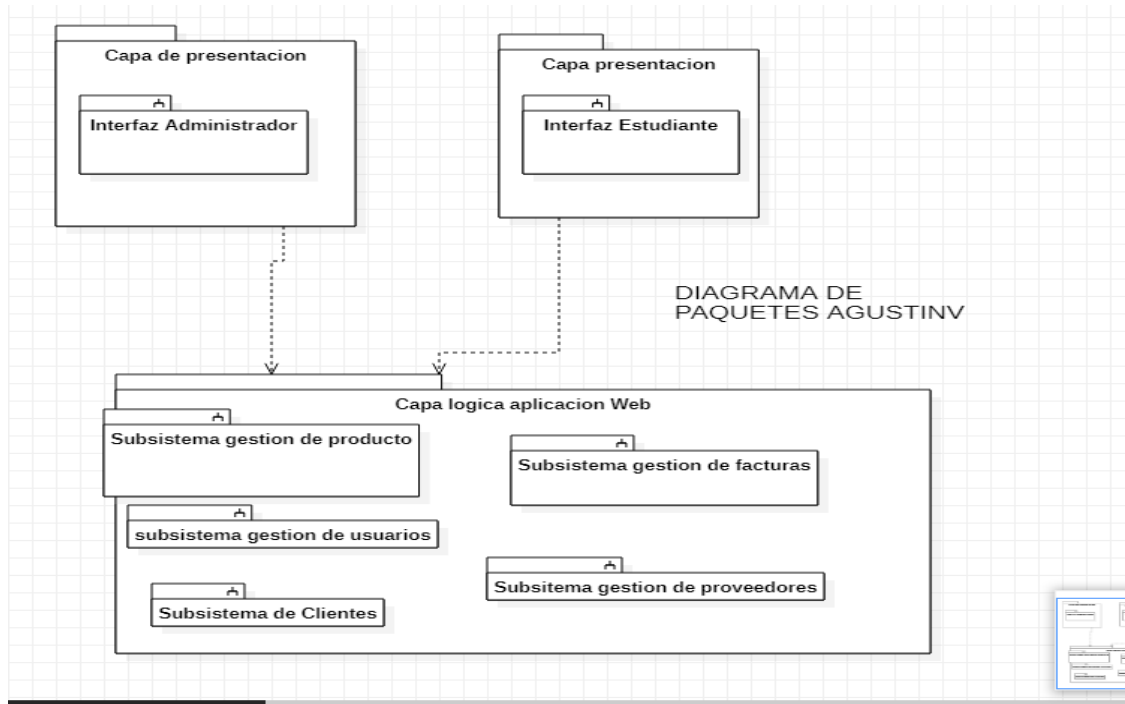 Capa de presentacion
Interfaz Administrador
Capa presentacion
Interfaz Estudiante
DIAGRAMA DE
PAQUETES AGUSTINV
Capa logica aplicacion Web
Subsistema gestion de producto
Subsistema gestion de facturas
subsistema gestion de usuarios
Subsitema gestion de proveedores
Subsistema de Clientes